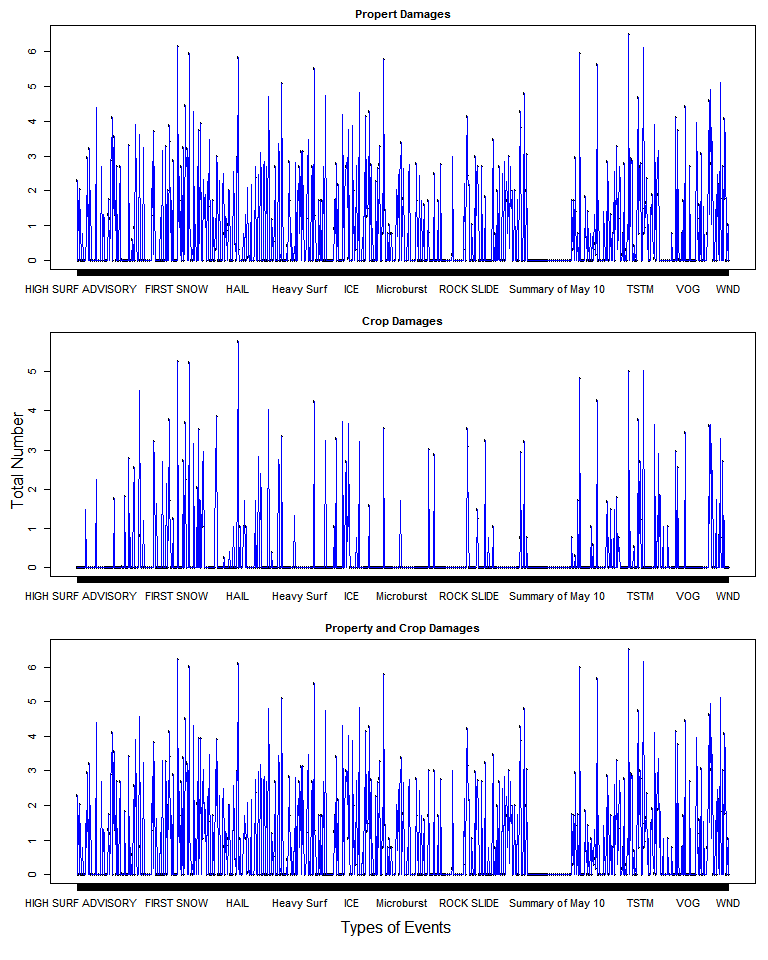 Propert Damages
6
5
4
3
2
1
0
HIGH SURF ADVISORY FIRST SNOW HAIL Heavy Surf ICE Microburst ROCK SLIDE Summary of May 10 TSTM VOG WND
Crop Damages
5
4
3
2
1
0
Total Number
HIGH SURF ADVISORY FIRST SNOW HAIL Heavy Surf ICE Microburst ROCK SLIDE Summary of May 10 TSTM VOG WND
Property and Crop Damages
6
5
4
3
2
1
0
HIGH SURF ADVISORY FIRST SNOW HAIL Heavy Surf ICE Microburst ROCK SLIDE Summary of May 10 TSTM VOG WND
Types of Events